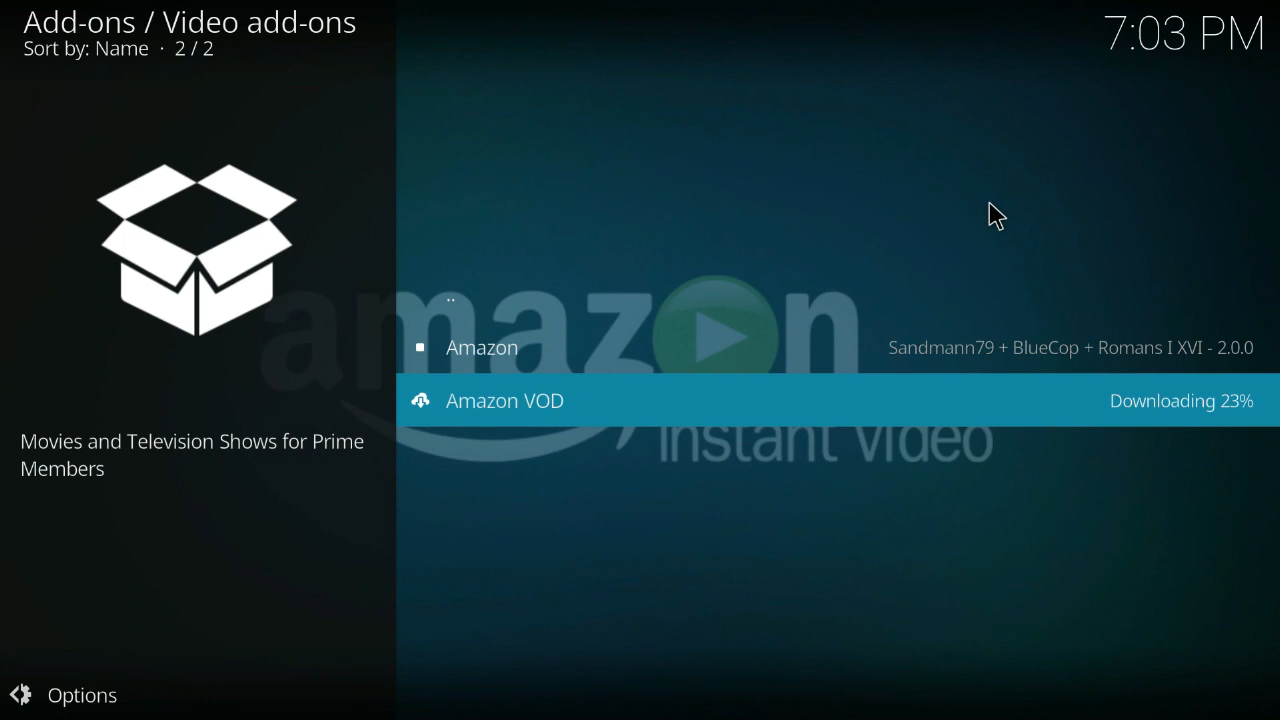 Add-ons / Video add-ons
Sort by: Name · 2 / 2
7:03 PM
..
Amazon
Sandmann79 + BlueCop + Romans I XVI - 2.0.0
Amazon VOD
Downloading 23%
amazon
instant video
Movies and Television Shows for Prime
Members
Options